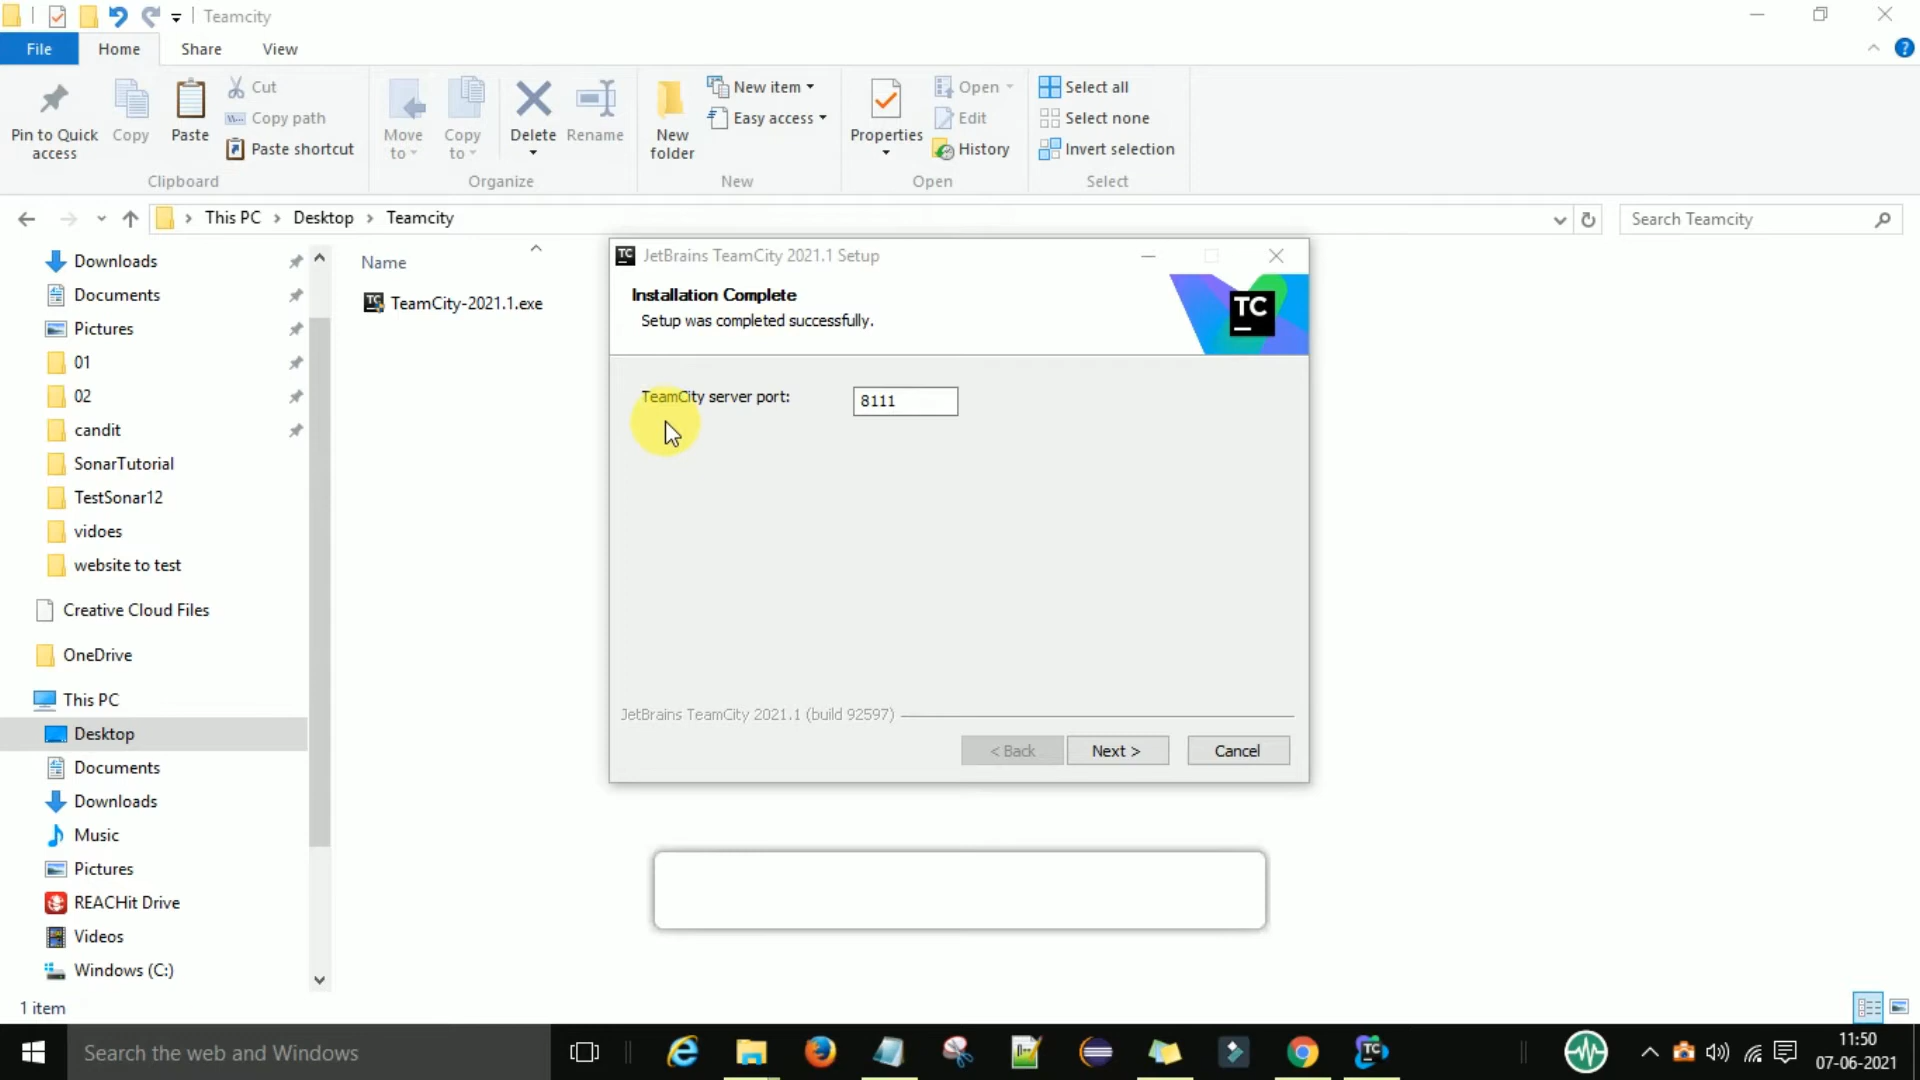 Teamcity
File
Home
Share
View
Pin to Quick access
Copy
Paste
Cut
Copy path
Paste shortcut
Clipboard
Move to
Copy to
Delete
Rename
Organize
New folder
New item
Easy access
New
Properties
Open
Edit
History
Open
Select all
Select none
Invert selection
Select
This PC > Desktop > Teamcity
Search Teamcity
Downloads
Documents
Pictures
01
02
candit
SonarTutorial
TestSonar12
vidoes
website to test
Creative Cloud Files
OneDrive
This PC
Desktop
Documents
Downloads
Music
Pictures
REACHit Drive
Videos
Windows (C:)
Name
TeamCity-2021.1.exe
JetBrains TeamCity 2021.1 Setup
Installation Complete
Setup was completed successfully.
TC
TeamCity server port:
8111
JetBrains TeamCity 2021.1 (build 92597)
< Back
Next >
Cancel
1 item
Search the web and Windows
11:50
07-06-2021